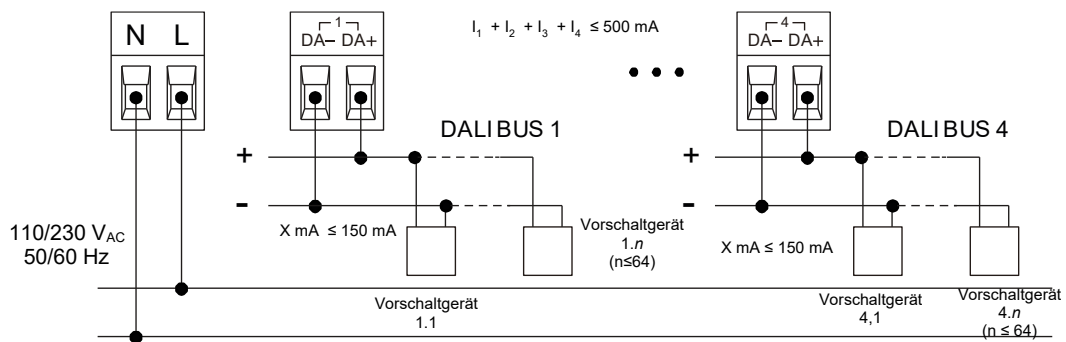 N L
1
DA– DA+
I₁ + I₂ + I₃ + I₄ ≤ 500 mA
4
DA– DA+
DALI BUS 1
DALI BUS 4
+
+
-
-
110/230 VAC
50/60 Hz
X mA ≤ 150 mA
Vorschaltgerät
1.n
(n≤64)
X mA ≤ 150 mA
Vorschaltgerät
1.1
Vorschaltgerät
4,1
Vorschaltgerät
4.n
(n ≤ 64)